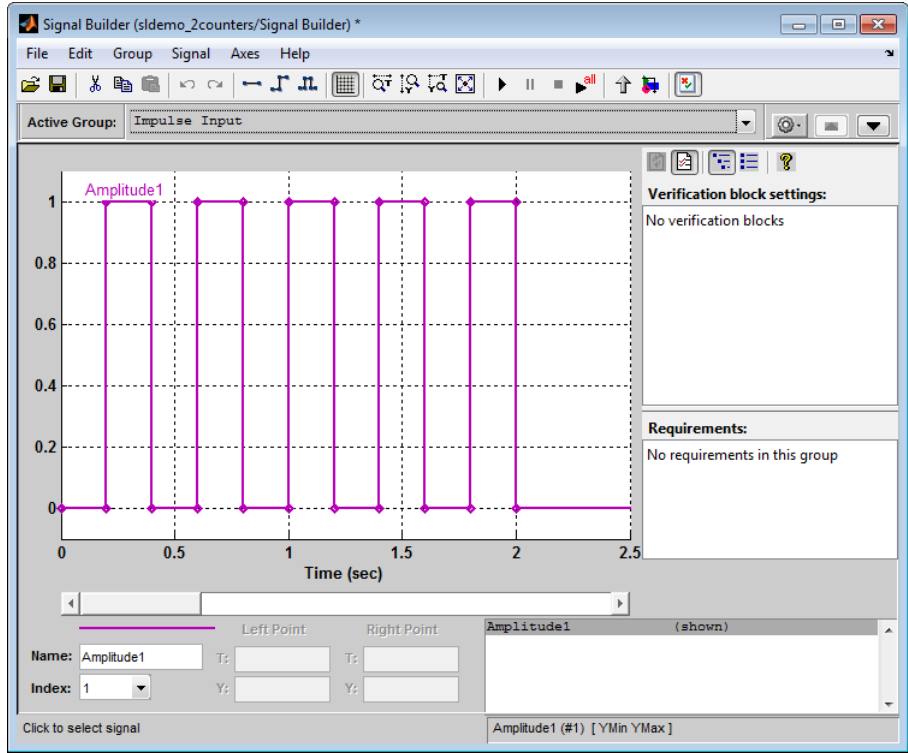 Signal Builder (sldemo_2counters/Signal Builder) *
File Edit Group Signal Axes Help
all
Active Group: Impulse Input
Verification block settings:
No verification blocks
Amplitude1
1
0.8
0.6
0.4
0.2
0
Requirements:
No requirements in this group
0 0.5 1 1.5 2 2.5
Time (sec)
Left Point Right Point
Name: Amplitude1 T: T:
Index: 1 Y: Y:
Amplitude1 (shown)
Click to select signal
Amplitude1 (#1) [ YMin YMax ]